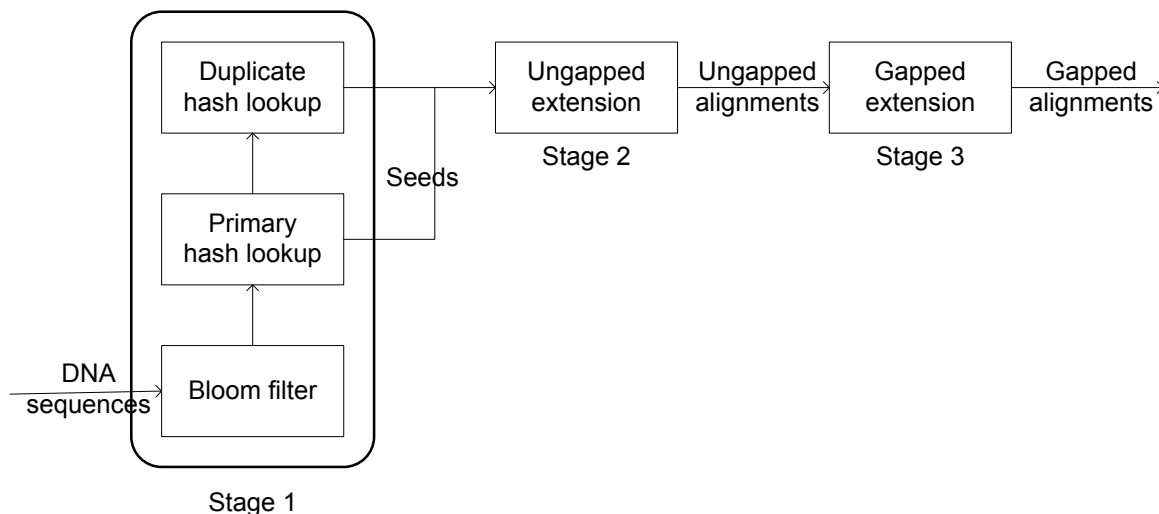 Duplicate
hash lookup
Ungapped
extension
Ungapped
alignments
Gapped
extension
Gapped
alignments
Stage 2
Stage 3
Seeds
Primary
hash lookup
DNA
sequences
Bloom filter
Stage 1